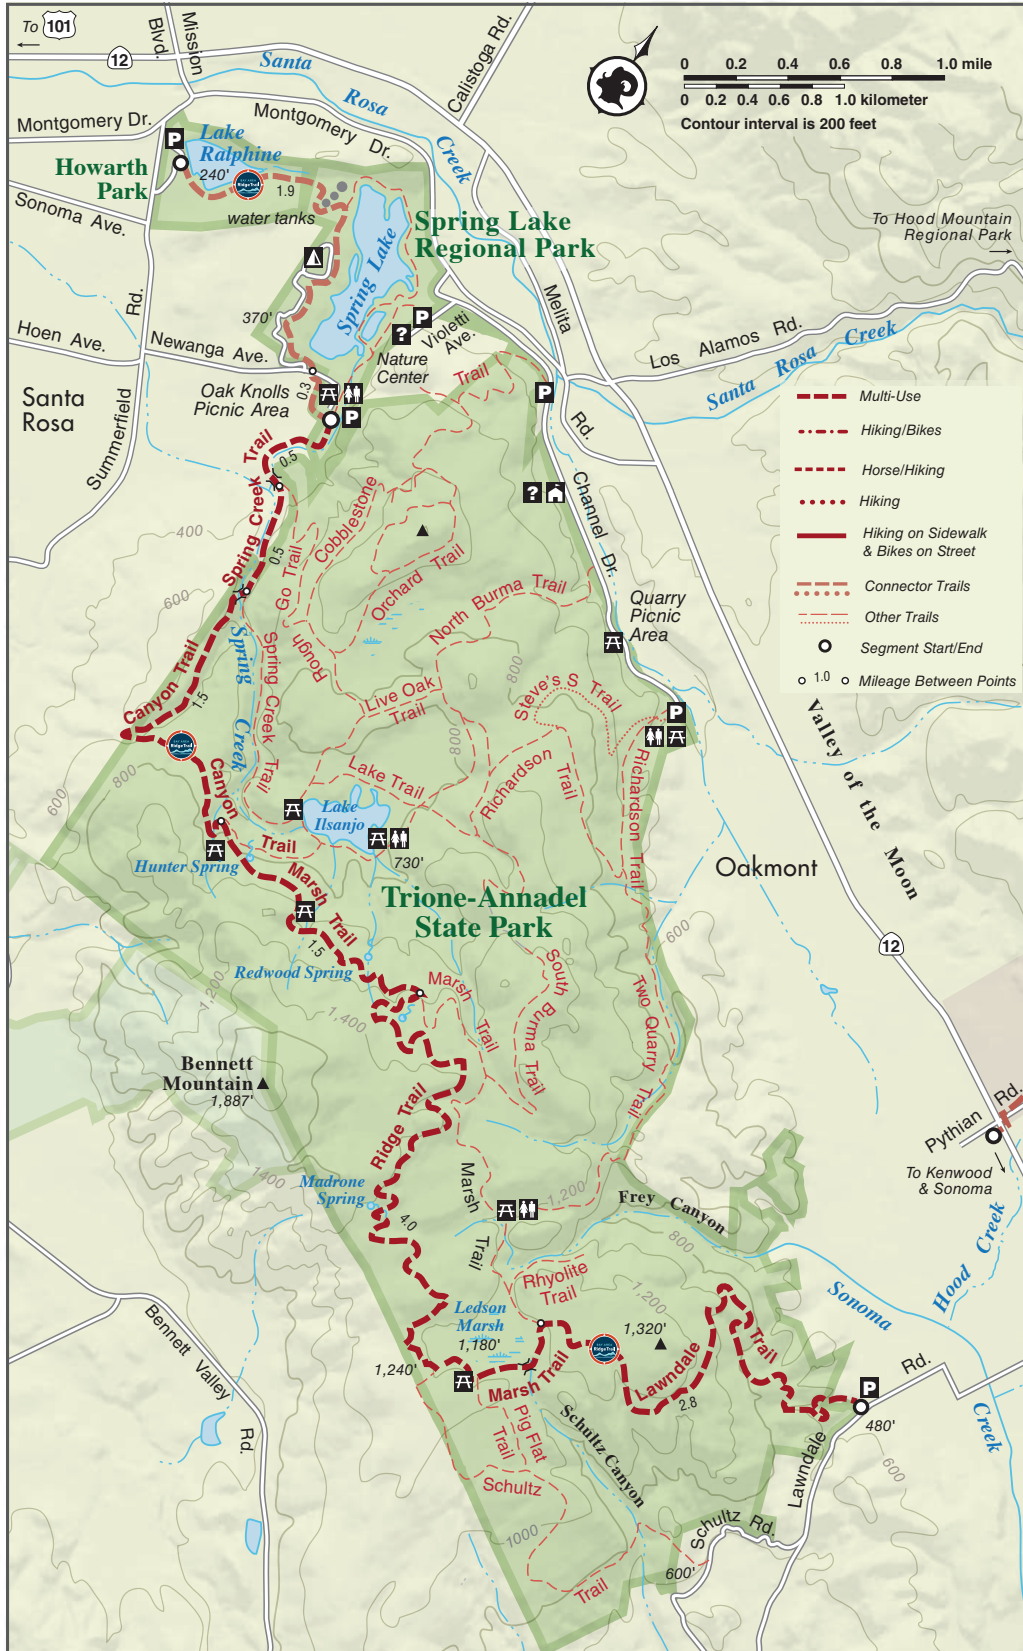 To 101
12
Blvd.
Mission
Calistoga Rd.
Santa
Rosa
Creek
0 0.2 0.4 0.6 0.8 1.0 mile
0 0.2 0.4 0.6 0.8 1.0 kilometer
Contour interval is 200 feet
Montgomery Dr.
Montgomery Dr.
P
Lake
Ralphine
240'
Howarth
Park
1.9
water tanks
Sonoma Ave.
Spring Lake
Regional Park
Spring Lake
To Hood Mountain
Regional Park
Rd.
370'
Hoen Ave.
Newanga Ave.
P
?
Violetti
Ave.
Nature
Center
Melita
Rd.
Los Alamos Rd.
Santa Rosa Creek
Trail
P
Oak Knolls
Picnic Area
0.3
P
Santa
Rosa
Summerfield
Multi-Use
Hiking/Bikes
Horse/Hiking
Hiking
Hiking on Sidewalk
& Bikes on Street
Connector Trails
Other Trails
Segment Start/End
1.0 Mileage Between Points
0.5
Spring Creek Trail
0.5
400
600
?
Channel Dr.
Cobblestone
Go Trail
Rough
Orchard Trail
North Burma Trail
Quarry
Picnic
Area
Spring Creek
Spring Creek Trail
Canyon Trail
1.5
Live Oak
Trail
800
800
Steve's S Trail
P
Richardson Trail
Richardson Trail
Valley of the Moon
600
800
Canyon
Trail
Lake Trail
Lake
Ilsanjo
730'
Hunter Spring
Oakmont
Marsh Trail
Trione-Annadel
State Park
1.5
Redwood Spring
600
12
1,200
1,400
Marsh
Trail
South
Burma Trail
Two Quarry
Trail
Bennett
Mountain
1,887'
Ridge Trail
Pythian Rd.
To Kenwood
& Sonoma
1400
Madrone
Spring
4.0
Marsh
Trail
1,200
Frey Canyon
800
Hood Creek
Sonoma
Creek
Rhyolite
Trail
1,200
1,320'
Ledson
Marsh
1,180'
1,240'
Marsh Trail
Lawndale
Trail
2.8
P
480'
Lawndale
Rd.
600
Bennett Valley
Rd.
Pig Flat
Trail
Schultz Canyon
Schultz
Trail
1000
Schultz Rd.
600'